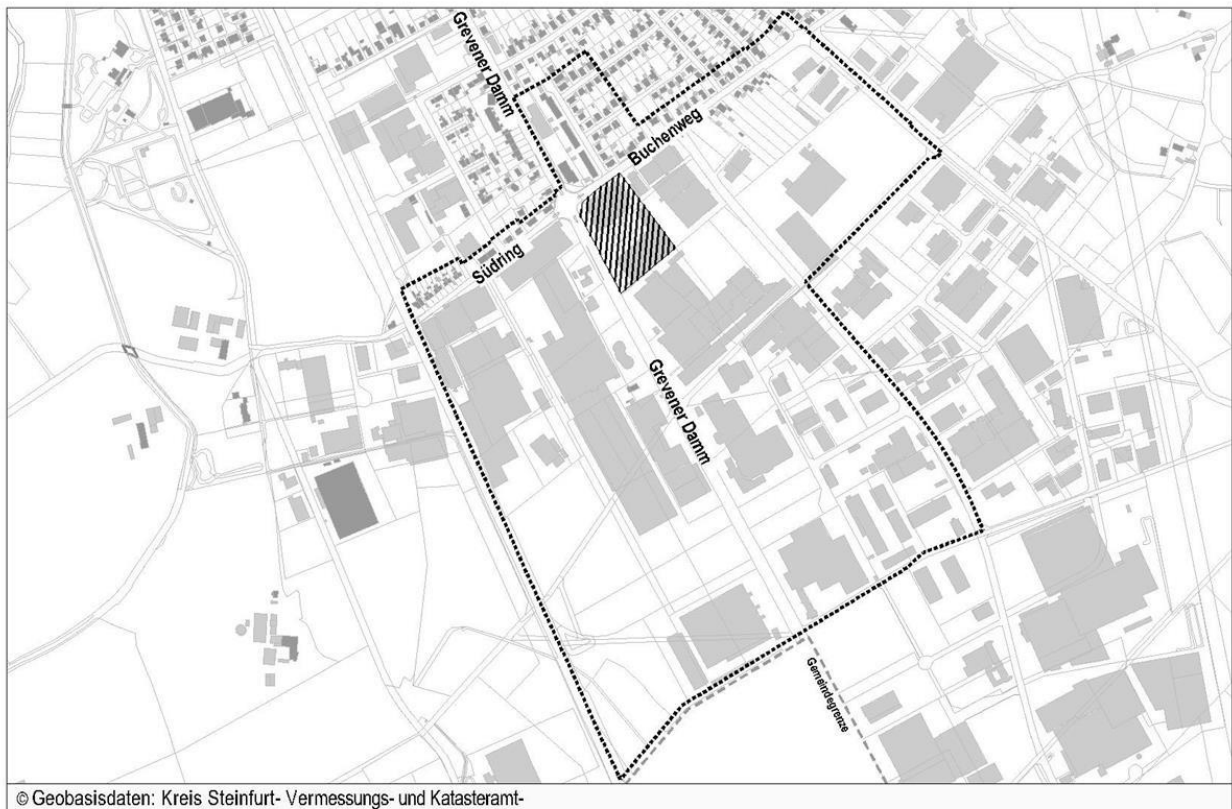 Grevener Damm
Buchenweg
Südring
Grevener Damm
Gemeindegrenze
© Geobasisdaten: Kreis Steinfurt- Vermessungs- und Katasteramt-